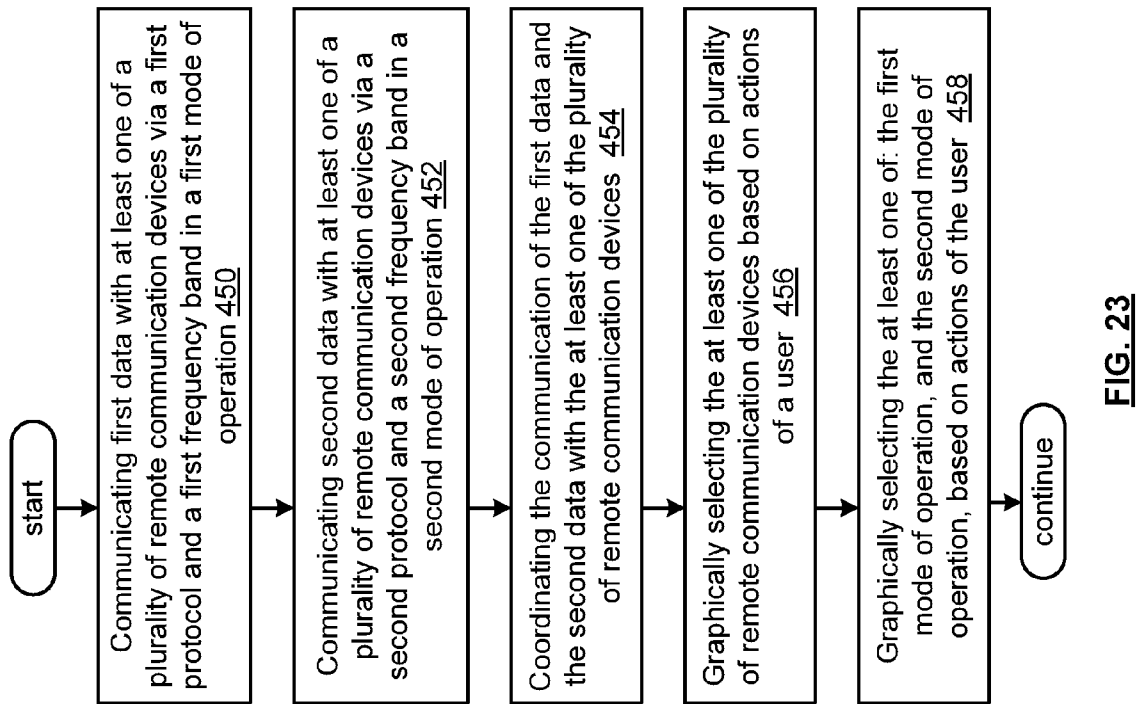 start
Communicating first data with at least one of a
plurality of remote communication devices via a first
protocol and a first frequency band in a first mode of
operation 450
Communicating second data with at least one of a
plurality of remote communication devices via a
second protocol and a second frequency band in a
second mode of operation 452
Coordinating the communication of the first data and
the second data with the at least one of the plurality
of remote communication devices 454
Graphically selecting the at least one of the plurality
of remote communication devices based on actions
of a user 456
Graphically selecting the at least one of: the first
mode of operation, and the second mode of
operation, based on actions of the user 458
continue
FIG. 23